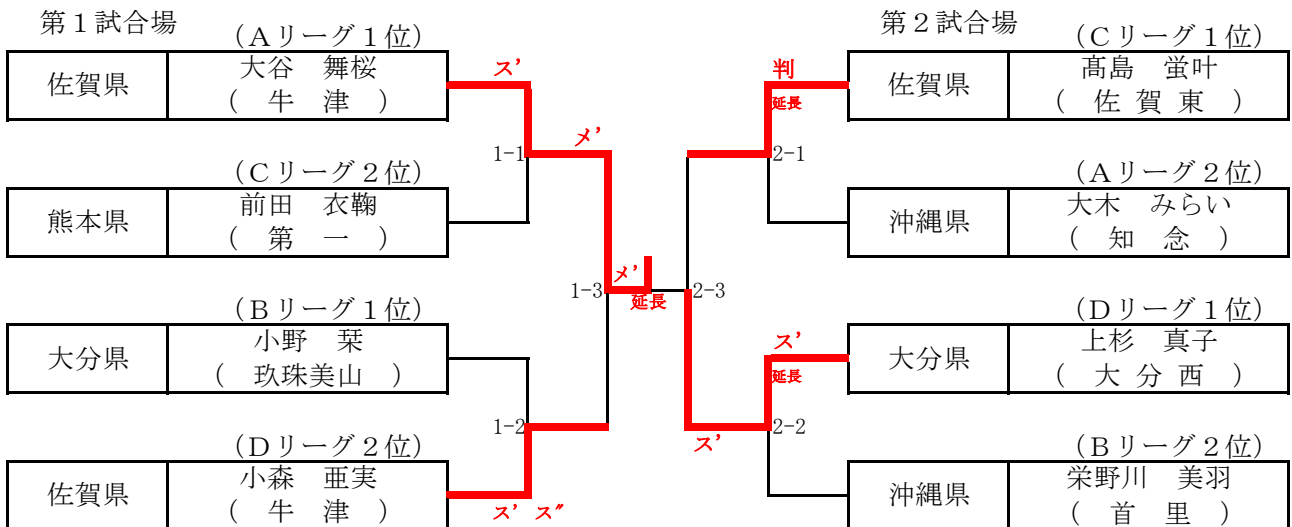 第１試合場
（Aリーグ１位）
佐賀県
大谷　舞桜
（　牛　津　）
ス’
メ’
1-1
（Cリーグ２位）
熊本県
前田　衣鞠
（　第　一　）
1-3
メ’
延長
（Bリーグ１位）
大分県
小野　栞
（　玖珠美山　）
1-2
（Dリーグ２位）
佐賀県
小森　亜実
（　牛　津　）
ス’ ス”
第２試合場
（Cリーグ１位）
判
延長
佐賀県
髙島　蛍叶
（　佐 賀 東　）
2-1
（Aリーグ２位）
沖縄県
大木　みらい
（　知　念　）
2-3
（Dリーグ１位）
ス’
延長
大分県
上杉　真子
（　大 分 西　）
2-2
ス’
（Bリーグ２位）
沖縄県
栄野川　美羽
（　首　里　）